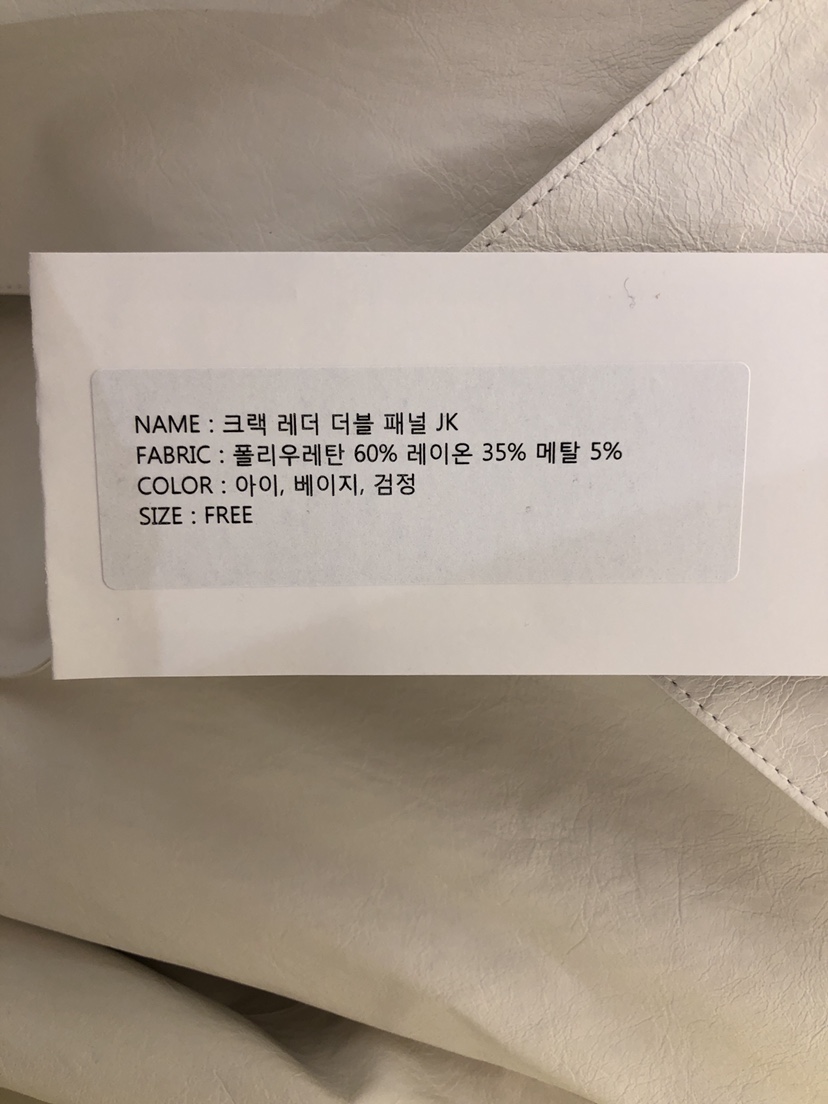 NAME : 크랙 레더 더블 패널 JK
FABRIC : 폴리우레탄 60% 레이온 35% 메탈 5%
COLOR : 아이, 베이지, 검정
SIZE : FREE